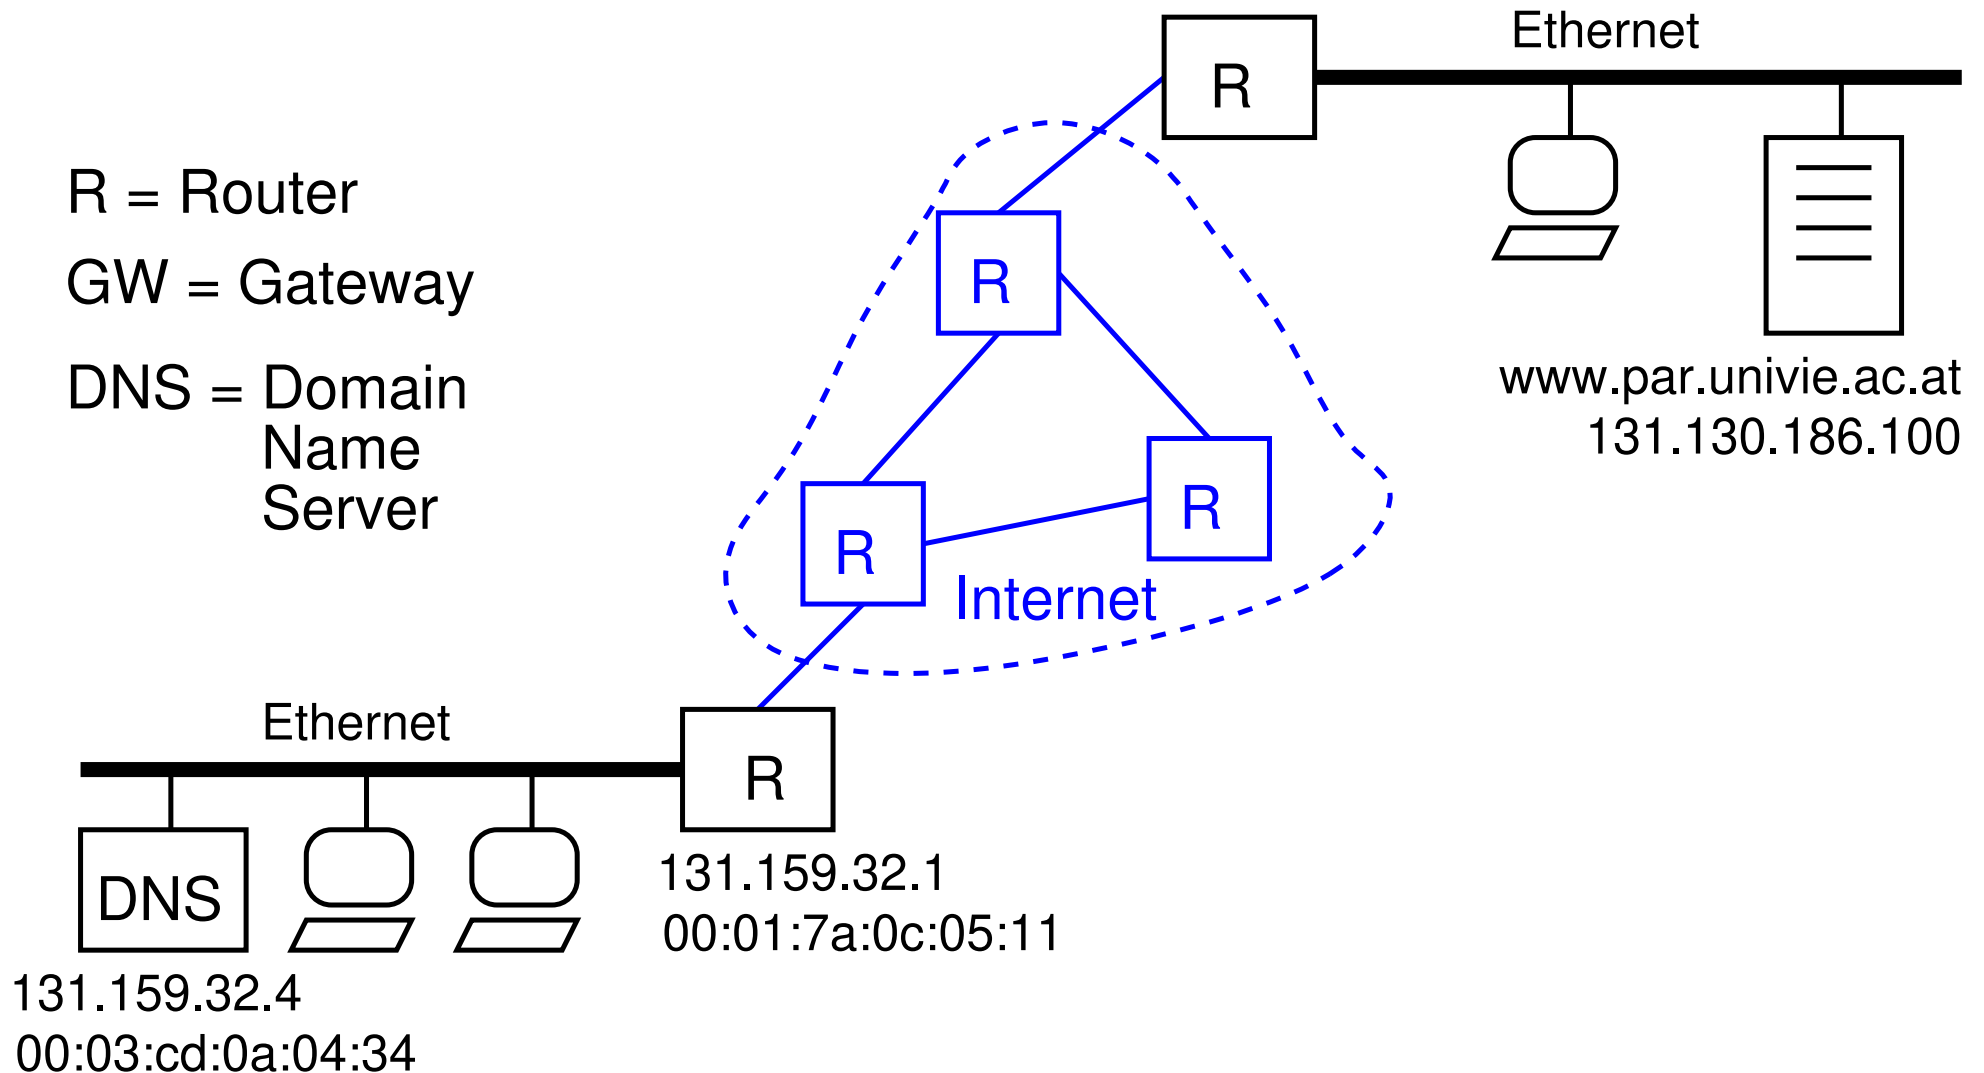 Ethernet
R
R = Router
GW = Gateway
R
DNS = Domain
Name
Server
www.par.univie.ac.at
131.130.186.100
R
R
Internet
Ethernet
R
DNS
131.159.32.1
00:01:7a:0c:05:11
131.159.32.4
00:03:cd:0a:04:34